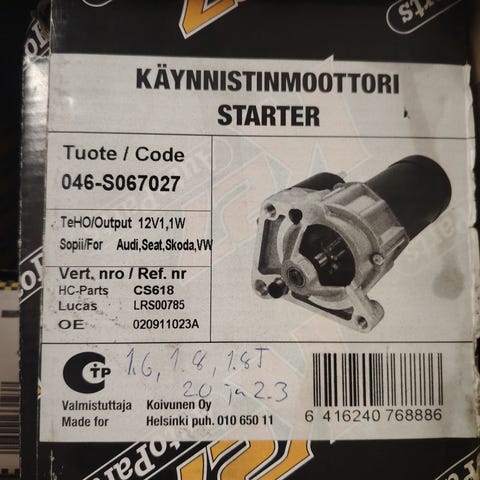 KÄYNNISTINMOOTTORI
STARTER
Tuote / Code
046-S067027
TeHO/Output 12V1,1W
Sopii/For Audi,Seat,Skoda,VW
Vert. nro / Ref. nr
HC-Parts CS618
Lucas LRS00785
OE 020911023A
CTP
1.6, 1.8, 1.8T
2.0 ja 2.3
Valmistuttaja Koivunen Oy
Made for Helsinki puh. 010 650 11
6 416240 768886